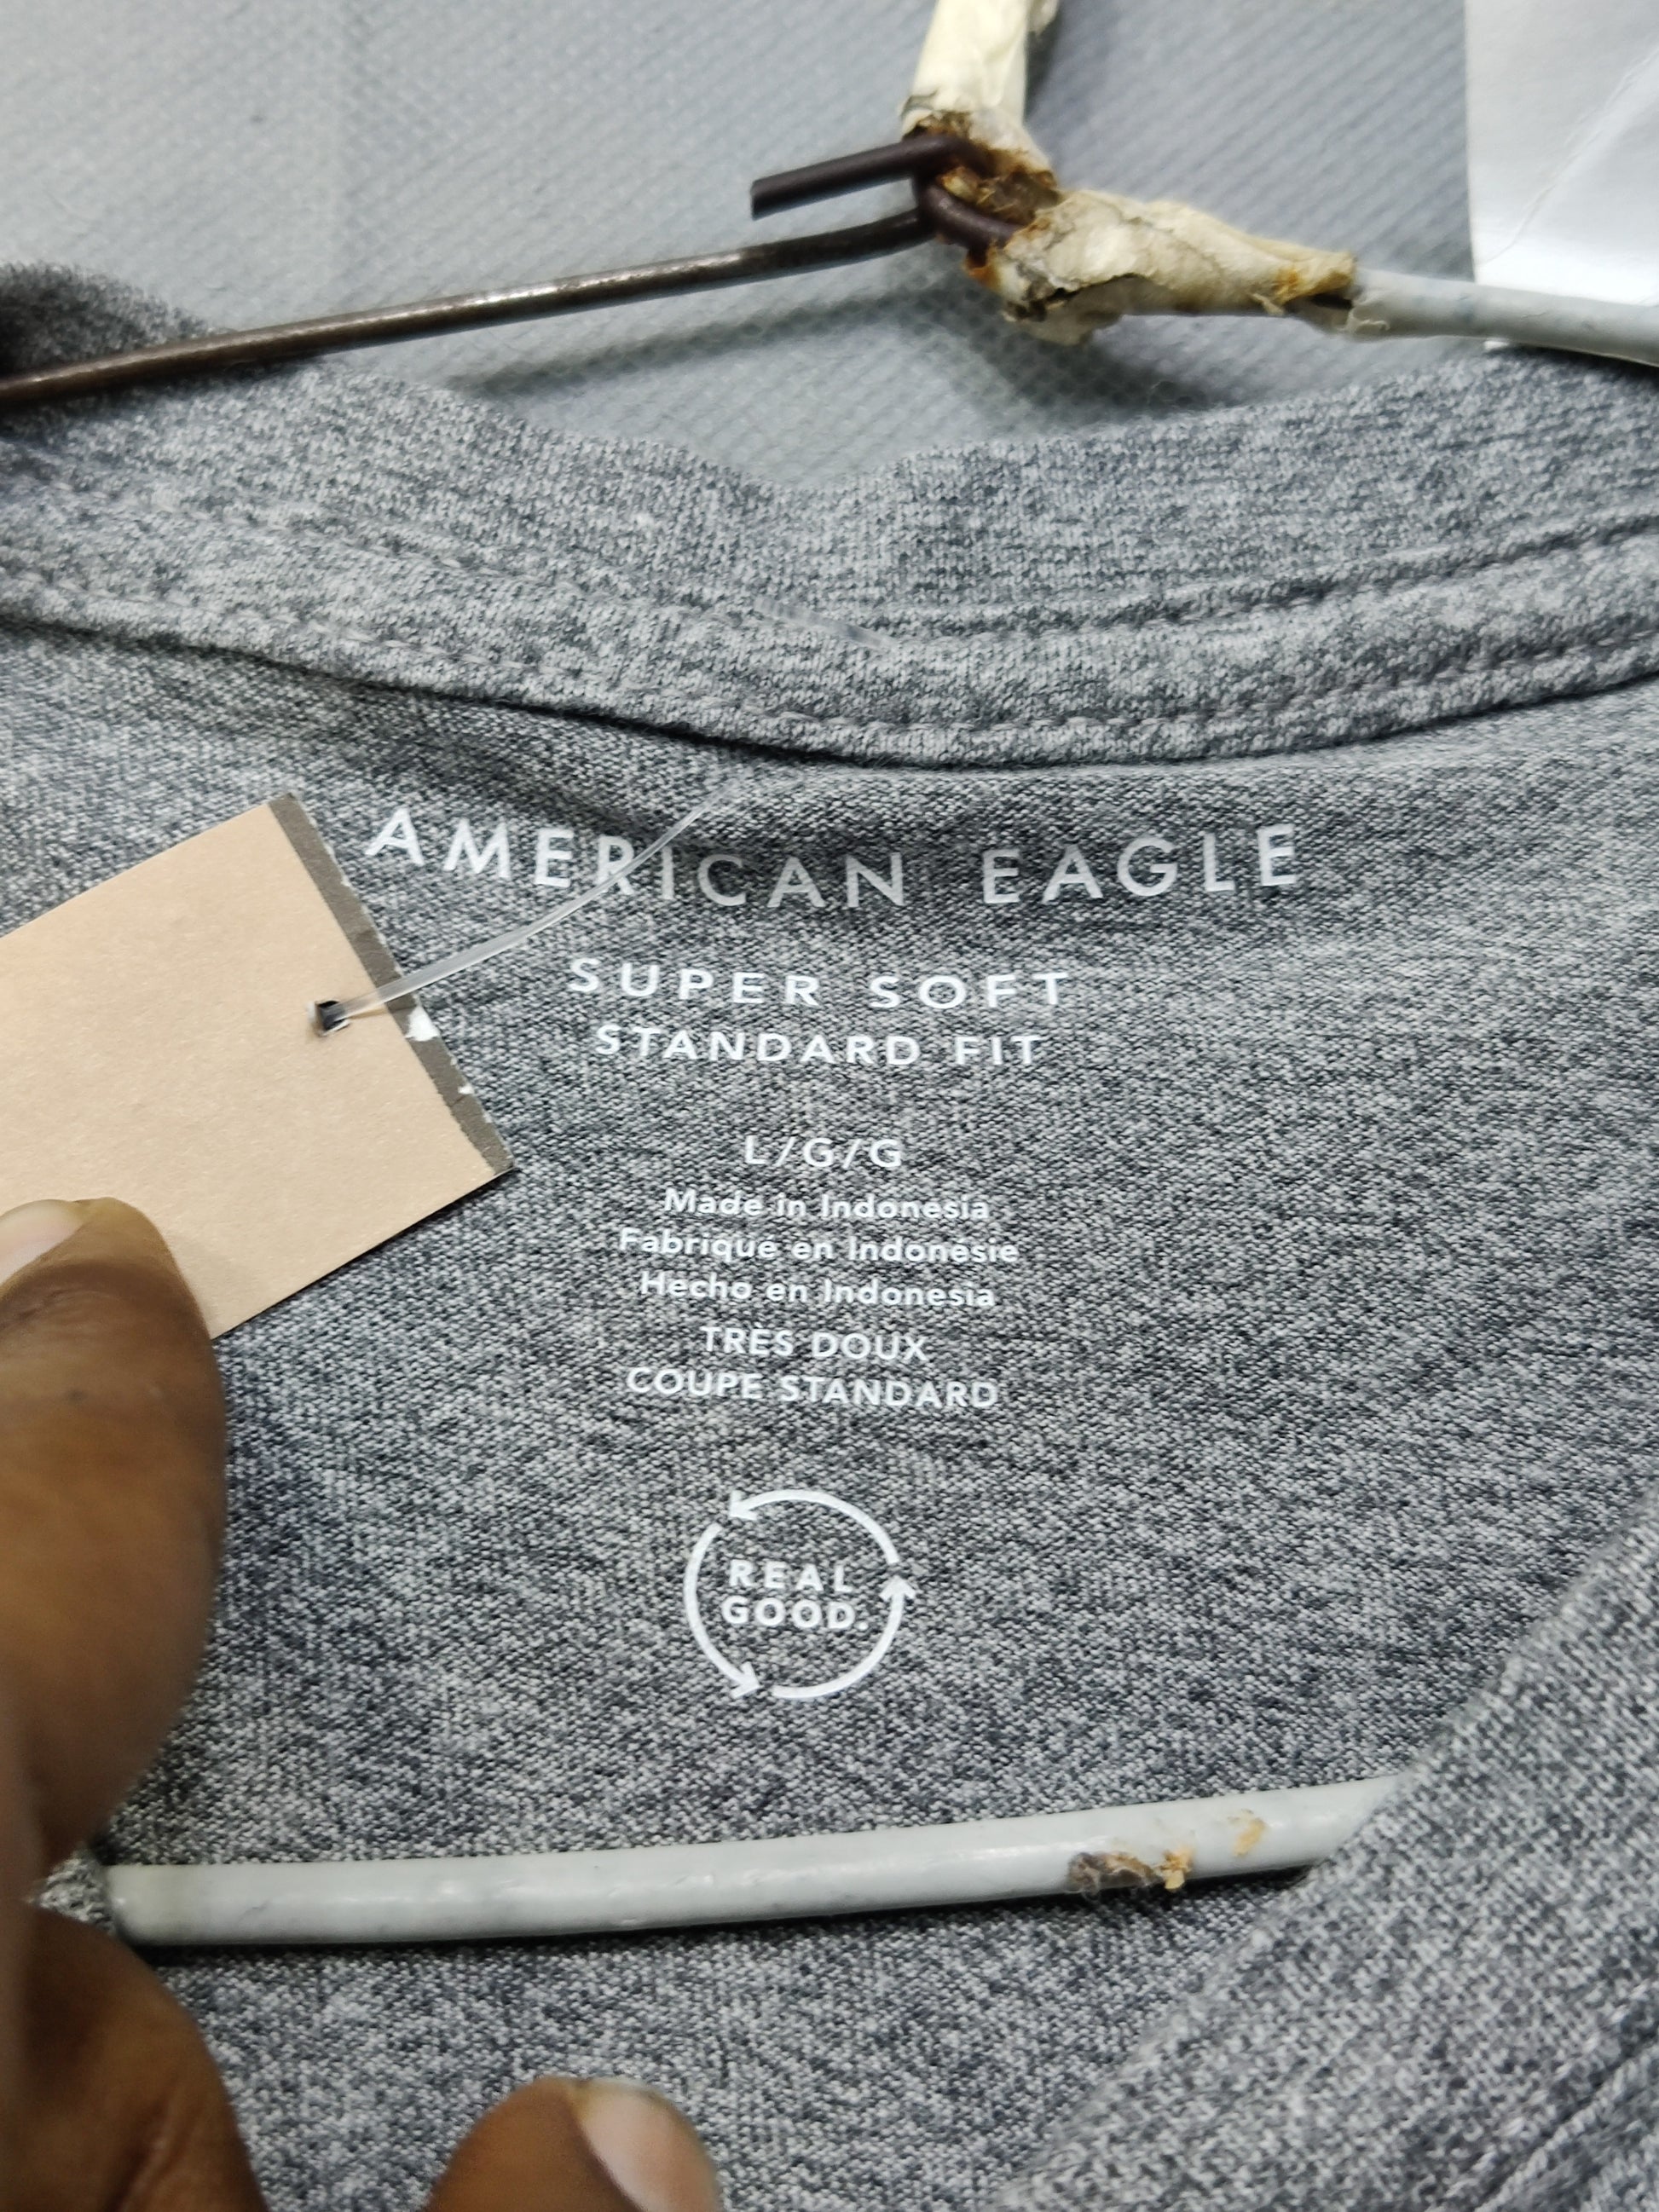 AMERICAN EAGLE
SUPER SOFT
STANDARD FIT
L/G/G
Made in Indonesia
Fabriqué en Indonésie
Hecho en Indonesia
TRÈS DOUX
COUPE STANDARD
REAL
GOOD.